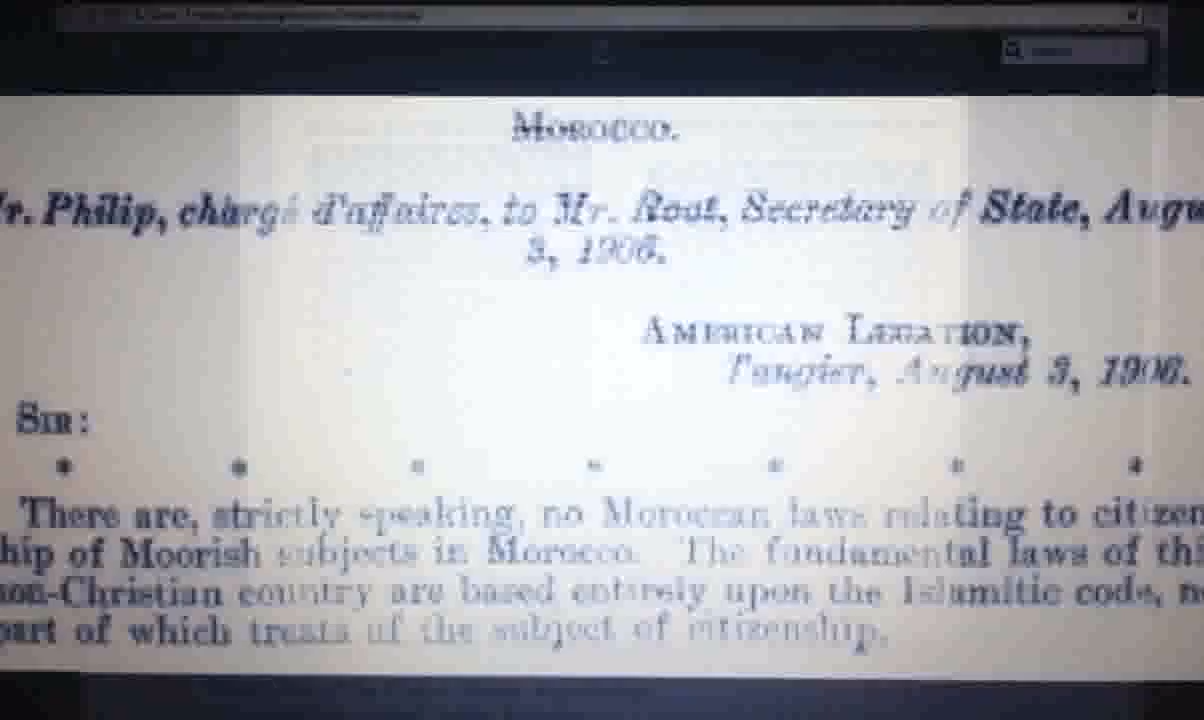 Morocco.
Mr. Philip, chargé d'affaires, to Mr. Root, Secretary of State, Augu
3, 1906.
American Legation,
Tangier, August 3, 1906.
Sir:
* * * * * * *
There are, strictly speaking, no Moroccan laws relating to citizen
ship of Moorish subjects in Morocco. The fundamental laws of thi
non-Christian country are based entirely upon the Islamitic code, no
part of which treats of the subject of citizenship.